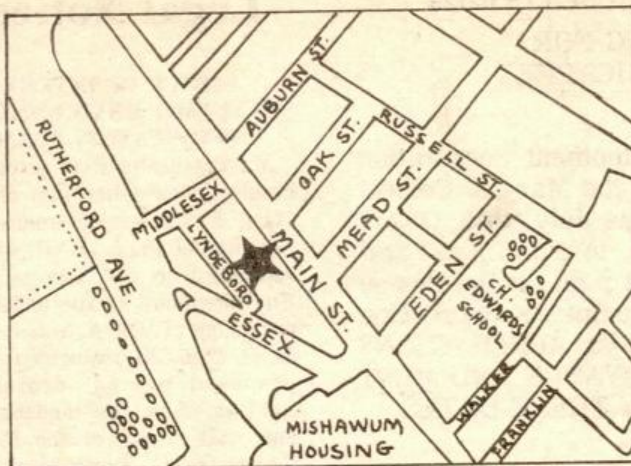 AUBURN ST.
RUSSELL ST.
OAK ST.
RUTHERFORD
AVE
MIDDLESEX
LYNDEBORO
MAIN ST.
MEAD ST.
EDEN ST.
CH.
EDWARDS
SCHOOL
ESSEX
WALKER
FRANKLIN
MISHAWUM
HOUSING